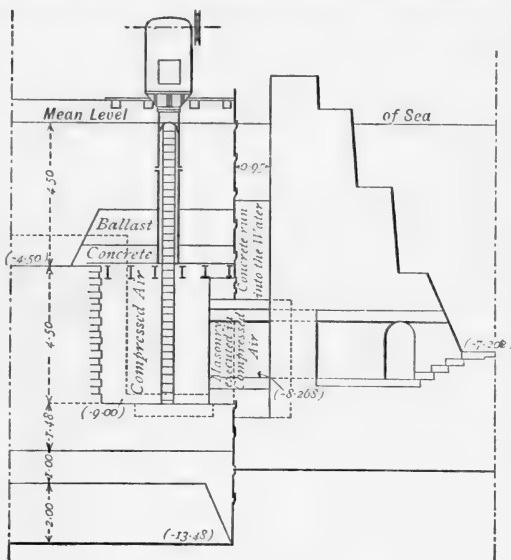 Mean Level
of Sea
0.95
4.50
Ballast
Concrete
(-4.50)
Concrete run
into the Water
Compressed Air
4.50
Masonry
executed in
Compressed
Air
(-7.208)
(-8.268)
(-9.00)
1.48
1.00
2.00
(-13.48)